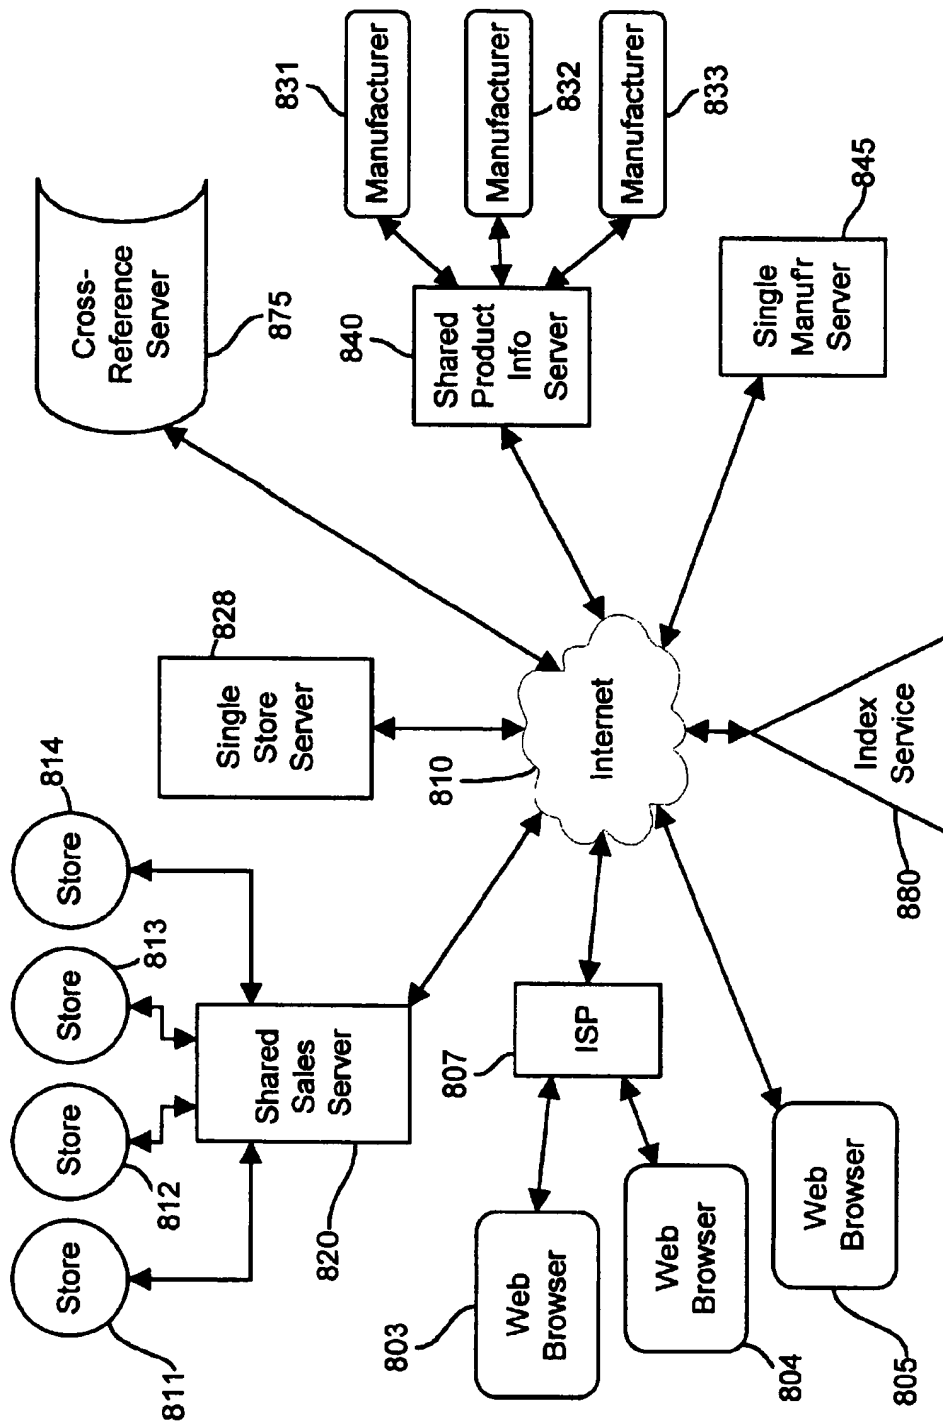 Store
811
Store
812
Store
813
Store
814
Shared
Sales
Server
820
Single
Store
Server
828
Cross-
Reference
Server
875
Web
Browser
803
Web
Browser
804
Web
Browser
805
ISP
807
Internet
810
Shared
Product
Info
Server
840
Manufacturer
831
Manufacturer
832
Manufacturer
833
Single
Manuf'r
Server
845
Index
Service
880